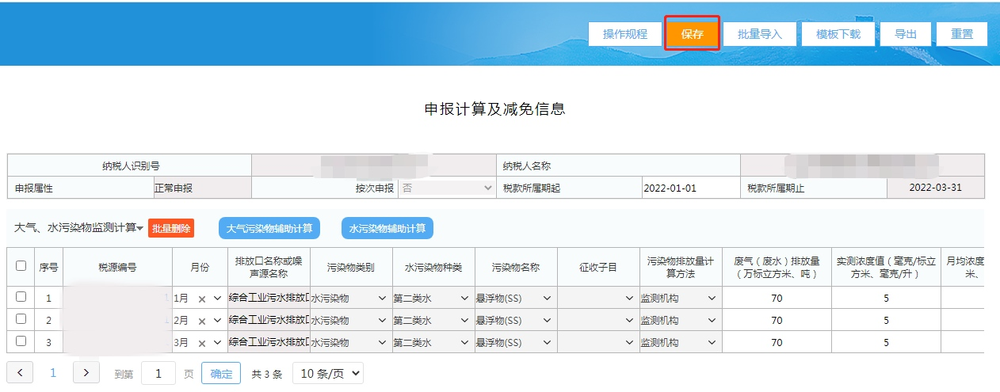 操作规程 保存 批量导入 模板下载 导出 重置
申报计算及减免信息
纳税人识别号 纳税人名称
申报属性 正常申报 按次申报 否 税款所属期起 2022-01-01 税款所属期止 2022-03-31
大气、水污染物监测计算 批量删除 大气污染物辅助计算 水污染物辅助计算
序号 税源编号 月份 排放口名称或噪声源名称 污染物类别 水污染物种类 污染物名称 征收子目 污染物排放量计算方法 废气（废水）排放量（万标立方米、吨） 实测浓度值（毫克/标立方米、毫克/升） 月均浓度 米、
1 1月 综合工业污水排放口 水污染物 第二类水 悬浮物(SS) 监测机构 70 5
2 2月 综合工业污水排放口 水污染物 第二类水 悬浮物(SS) 监测机构 70 5
3 3月 综合工业污水排放口 水污染物 第二类水 悬浮物(SS) 监测机构 70 5
< 1 > 到第 1 页 确定 共 3 条 10 条/页